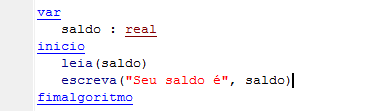 var
saldo : real
inicio
leia(saldo)
escreva("Seu saldo é", saldo)
fimalgoritmo